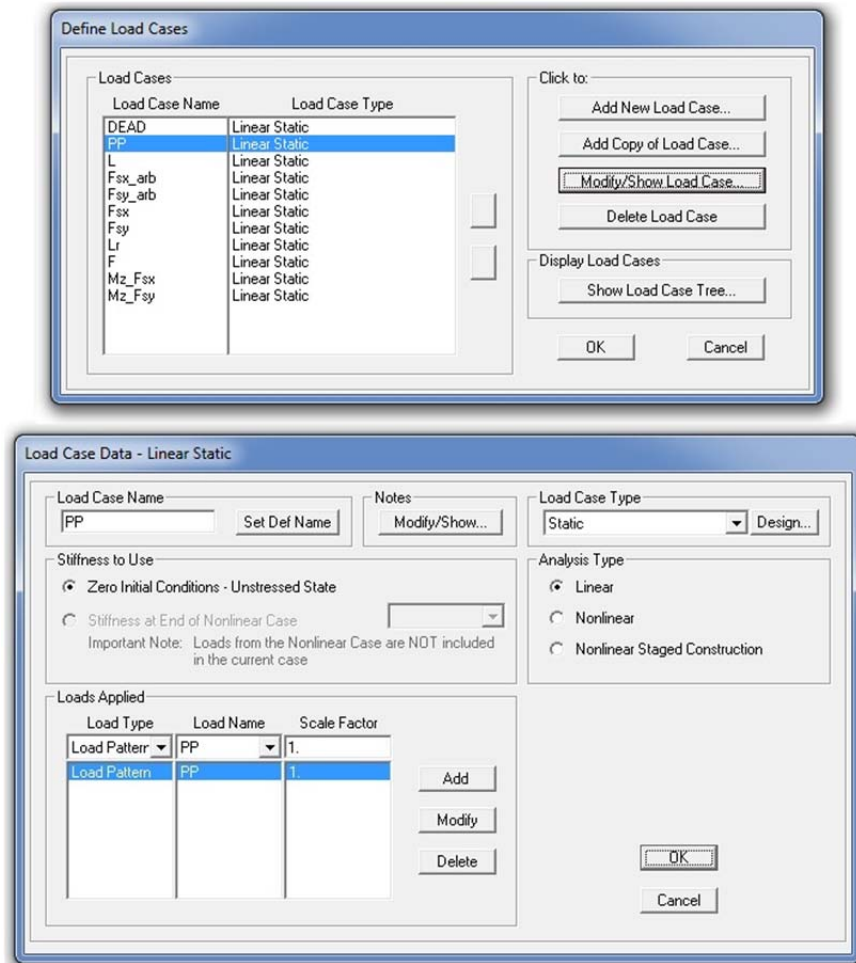 Define Load Cases
Load Cases
Load Case Name Load Case Type
DEAD Linear Static
PP Linear Static
L Linear Static
Fsx_arb Linear Static
Fsy_arb Linear Static
Fsx Linear Static
Fsy Linear Static
Lr Linear Static
F Linear Static
Mz_Fsx Linear Static
Mz_Fsy Linear Static
Click to:
Add New Load Case...
Add Copy of Load Case...
Modify/Show Load Case...
Delete Load Case
Display Load Cases
Show Load Case Tree...
OK Cancel
Load Case Data - Linear Static
Load Case Name
PP Set Def Name
Notes
Modify/Show...
Load Case Type
Static Design...
Stiffness to Use
Zero Initial Conditions - Unstressed State
Stiffness at End of Nonlinear Case
Important Note: Loads from the Nonlinear Case are NOT included
in the current case
Analysis Type
Linear
Nonlinear
Nonlinear Staged Construction
Loads Applied
Load Type Load Name Scale Factor
Load Pattern PP 1.
Load Pattern PP 1.
Add
Modify
Delete
OK
Cancel